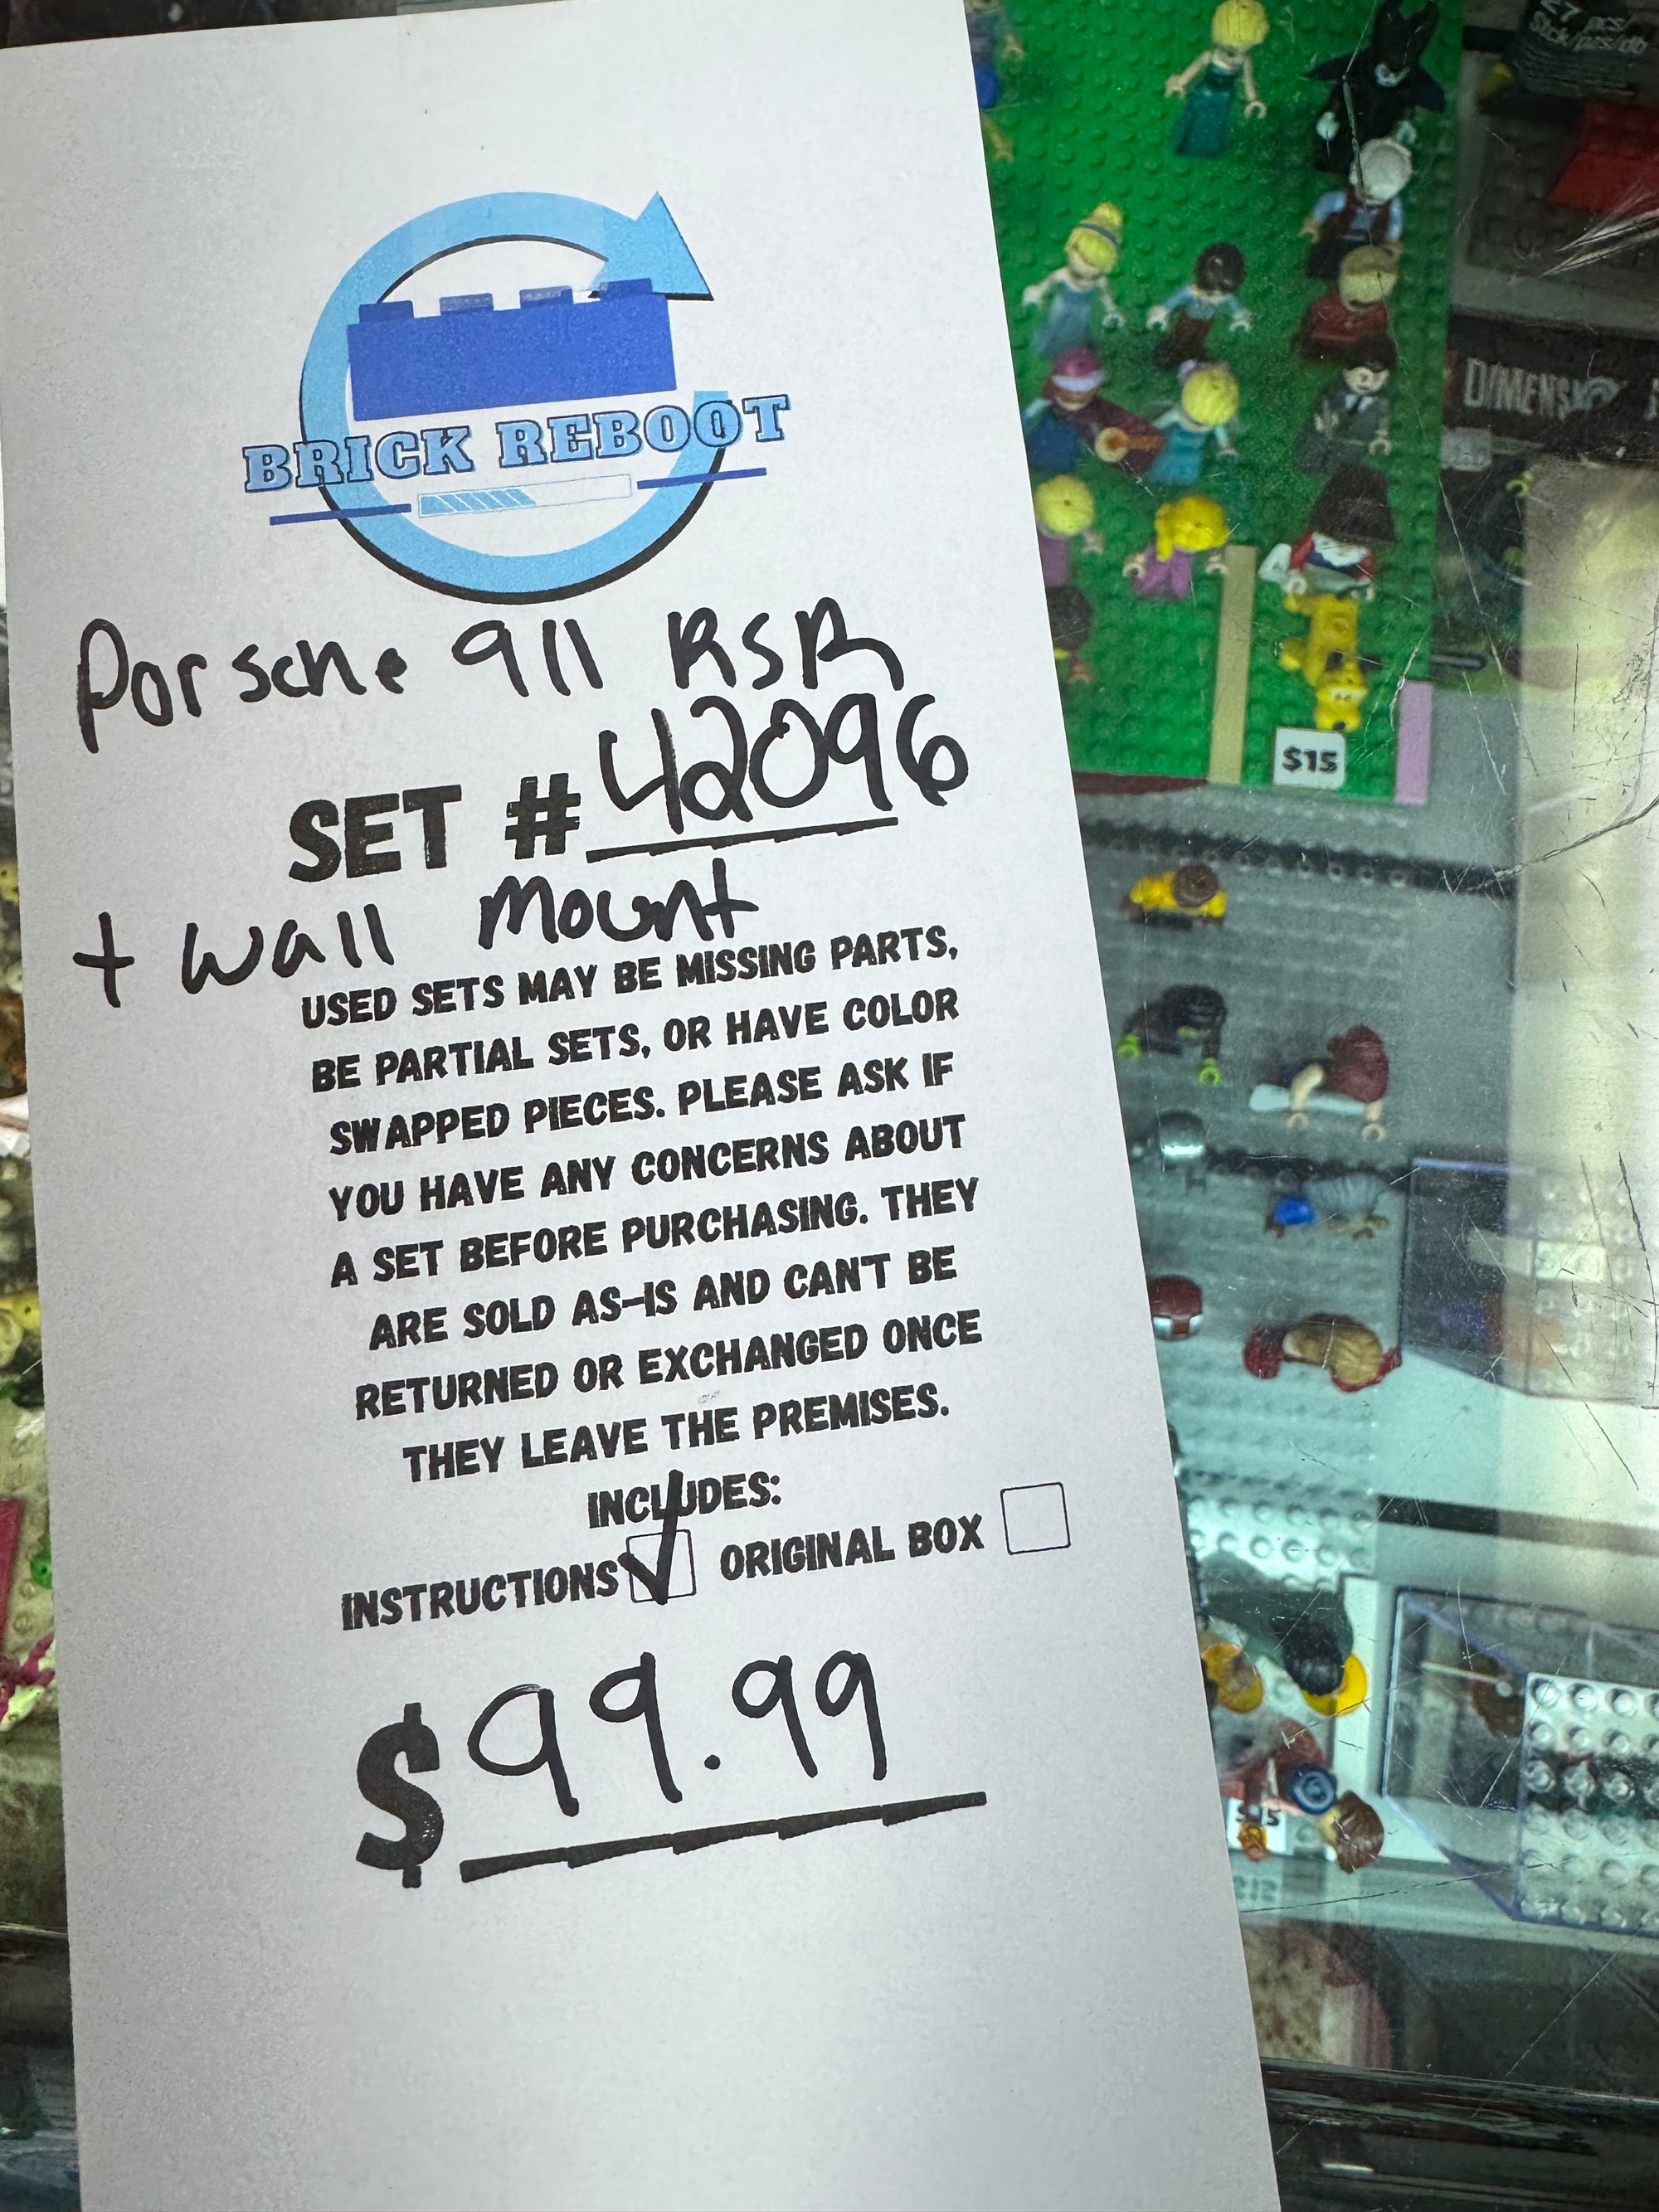 BRICK REBOOT
Porsche 911 RSR
SET # 42096
+ wall mount
USED SETS MAY BE MISSING PARTS,
BE PARTIAL SETS, OR HAVE COLOR
SWAPPED PIECES. PLEASE ASK IF
YOU HAVE ANY CONCERNS ABOUT
A SET BEFORE PURCHASING. THEY
ARE SOLD AS-IS AND CAN'T BE
RETURNED OR EXCHANGED ONCE
THEY LEAVE THE PREMISES.
INCLUDES:
INSTRUCTIONS ORIGINAL BOX
$99.99
27 pcs/
$15